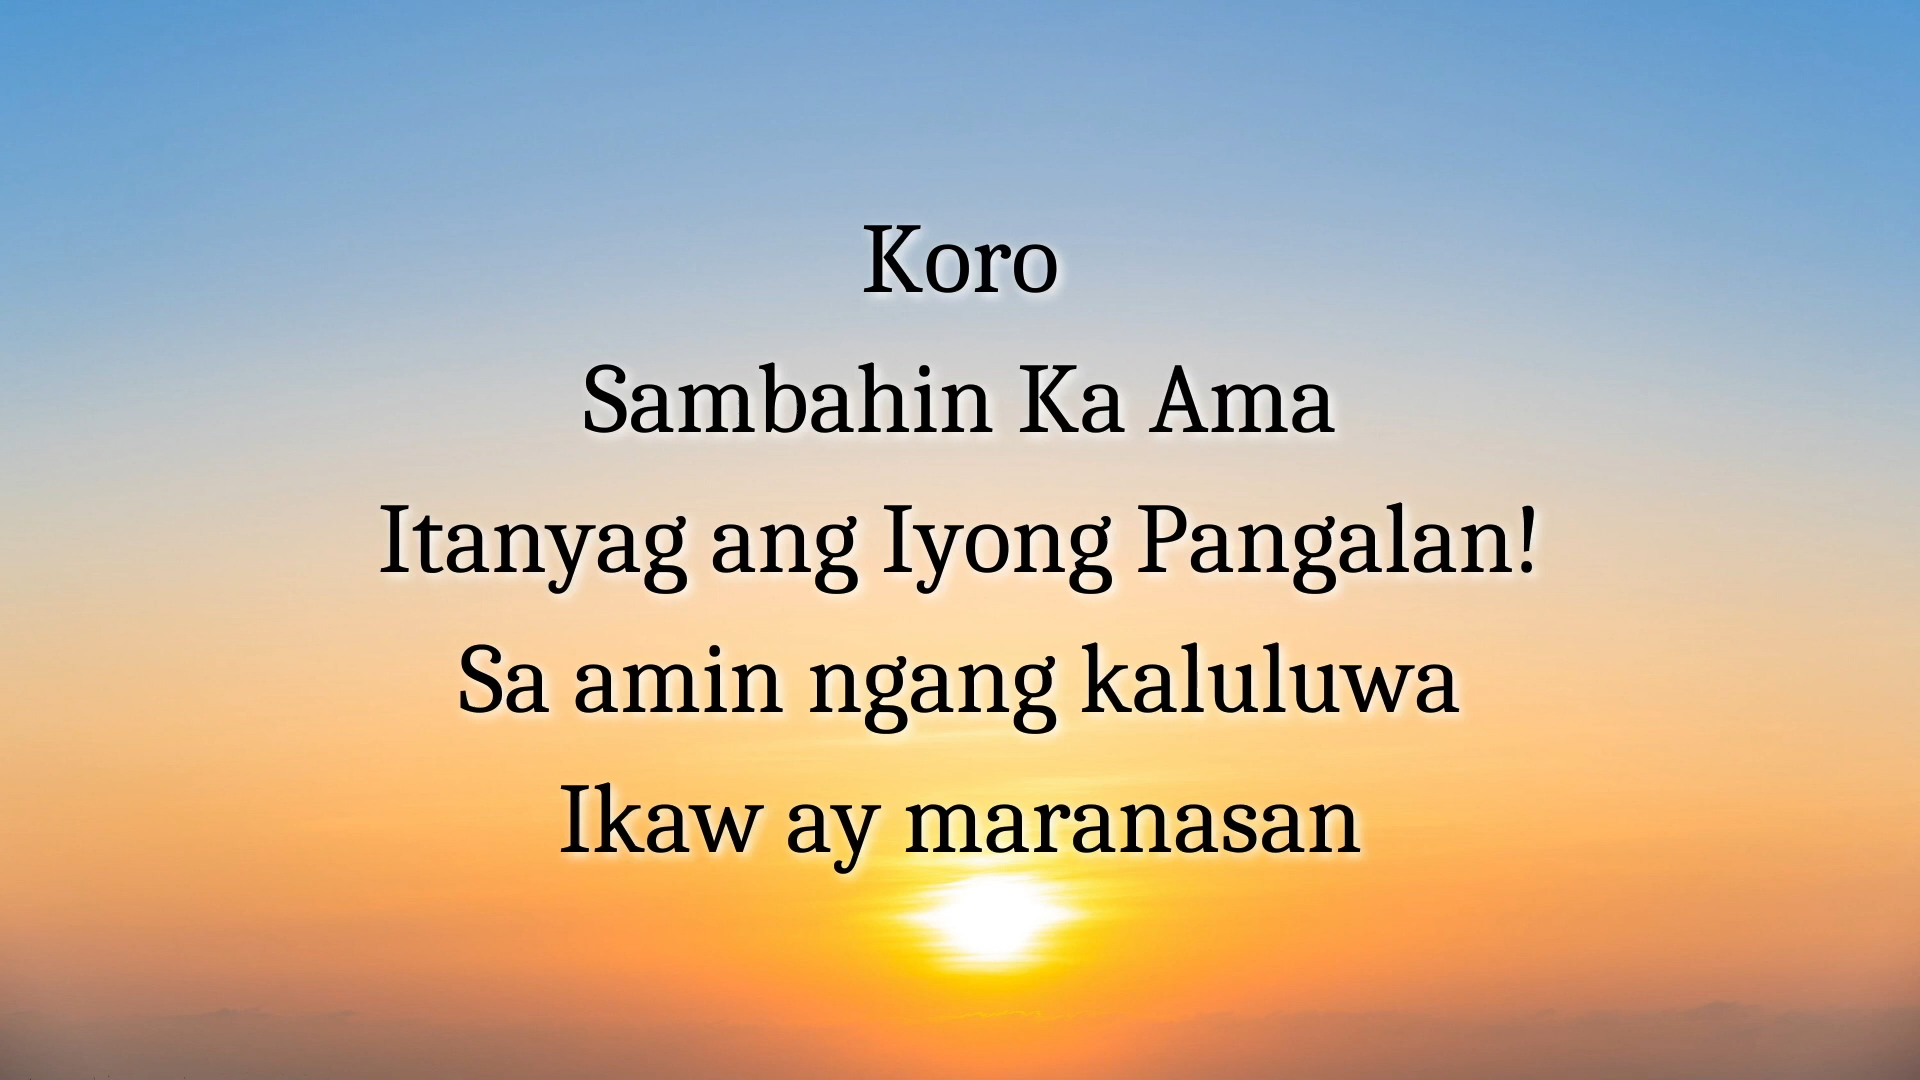 Koro
Sambahin Ka Ama
Itanyag ang Iyong Pangalan!
Sa amin ngang kaluluwa
Ikaw ay maranasan